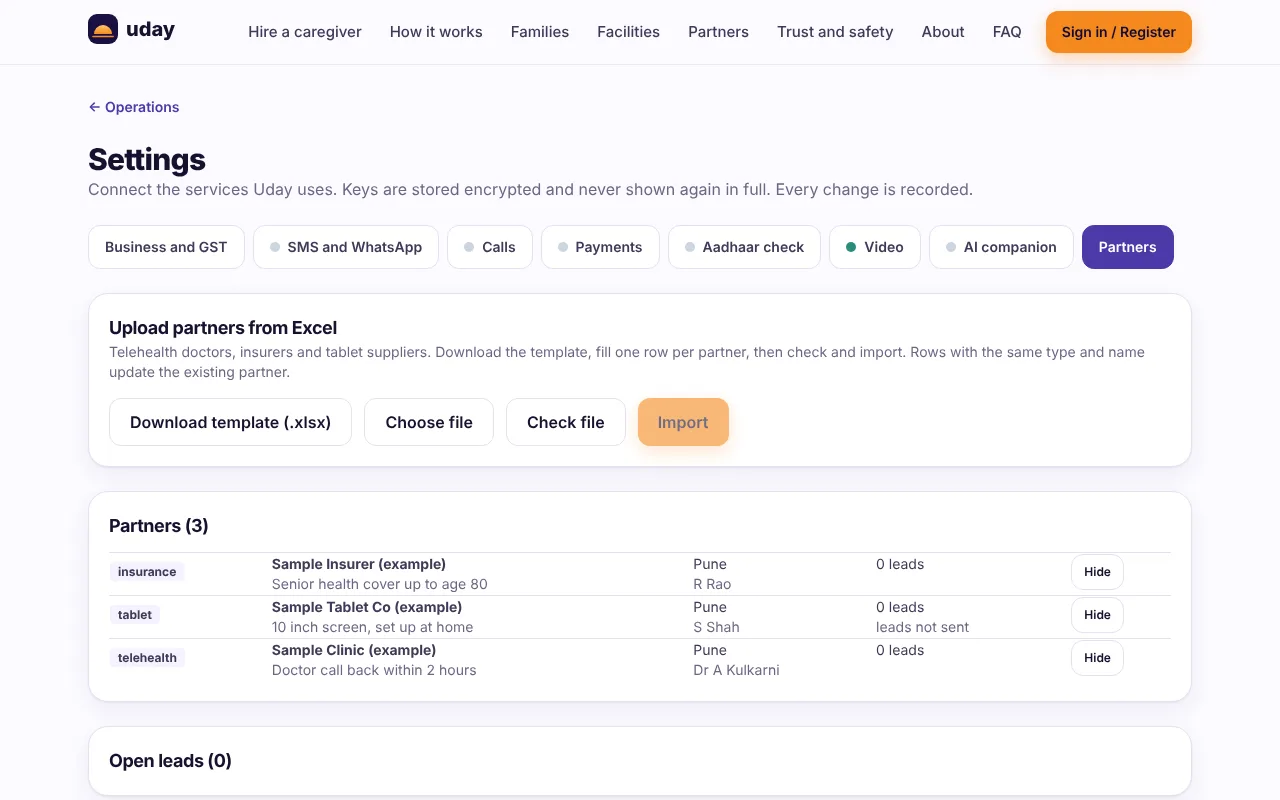 uday
Hire a caregiver
How it works
Families
Facilities
Partners
Trust and safety
About
FAQ
Sign in / Register
← Operations
Settings
Connect the services Uday uses. Keys are stored encrypted and never shown again in full. Every change is recorded.
Business and GST
SMS and WhatsApp
Calls
Payments
Aadhaar check
Video
AI companion
Partners
Upload partners from Excel
Telehealth doctors, insurers and tablet suppliers. Download the template, fill one row per partner, then check and import. Rows with the same type and name
update the existing partner.
Download template (.xlsx)
Choose file
Check file
Import
Partners (3)
insurance
Sample Insurer (example)
Senior health cover up to age 80
Pune
R Rao
0 leads
Hide
tablet
Sample Tablet Co (example)
10 inch screen, set up at home
Pune
S Shah
0 leads
leads not sent
Hide
telehealth
Sample Clinic (example)
Doctor call back within 2 hours
Pune
Dr A Kulkarni
0 leads
Hide
Open leads (0)